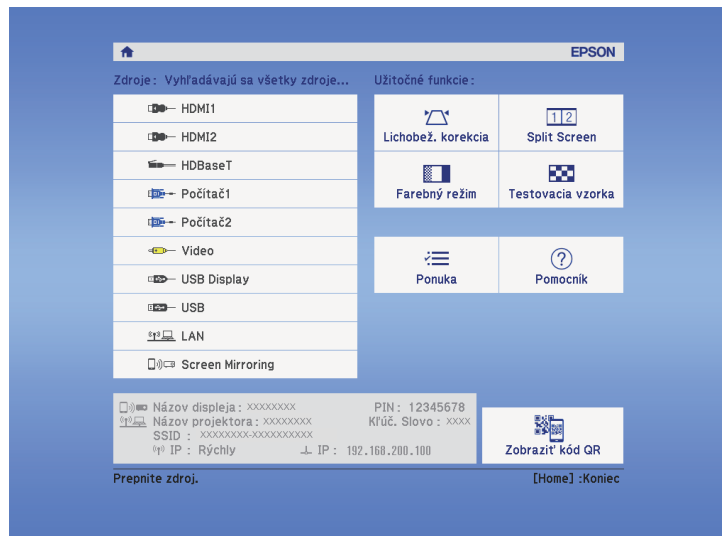 EPSON
Zdroje: Vyhľadávajú sa všetky zdroje...
Užitočné funkcie:
HDMI1
HDMI2
HDBaseT
Počítač1
Počítač2
Video
USB Display
USB
LAN
Screen Mirroring
Lichobež. korekcia
1 2
Split Screen
Farebný režim
Testovacia vzorka
Ponuka
?
Pomocník
Názov displeja: XXXXXXXX
PIN: 12345678
Názov projektora: XXXXXXXX
Kľúč. Slovo: XXXX
SSID : XXXXXXXX-XXXXXXXXXX
IP : Rýchly
IP : 192.168.200.100
Zobraziť kód QR
Prepnite zdroj.
[Home] :Koniec